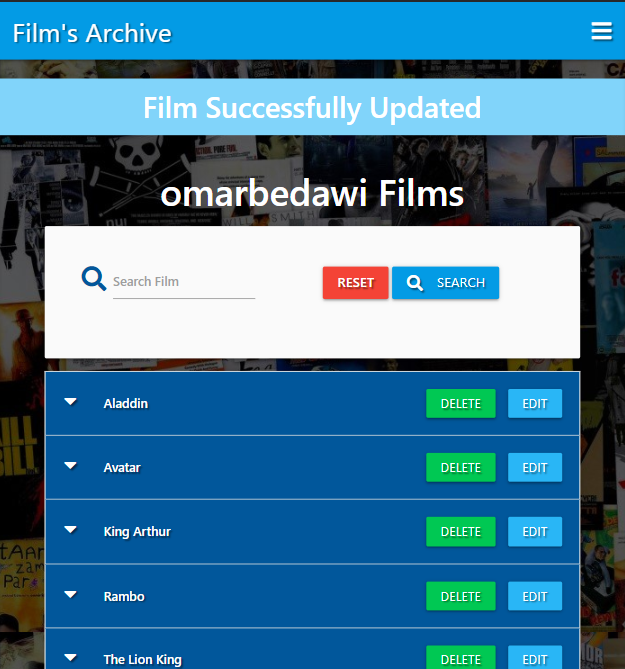 Film's Archive
Film Successfully Updated
omarbedawi Films
Search Film RESET SEARCH
Aladdin DELETE EDIT
Avatar DELETE EDIT
King Arthur DELETE EDIT
Rambo DELETE EDIT
The Lion King DELETE EDIT